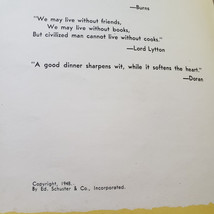 —Burns
"We may live without friends,
We may live without books,
But civilized man cannot live without cooks."
—Lord Lytton
"A good dinner sharpens wit, while it softens the heart."
—Doran
Copyright, 1948.
By Ed. Schuster & Co., incorporated.